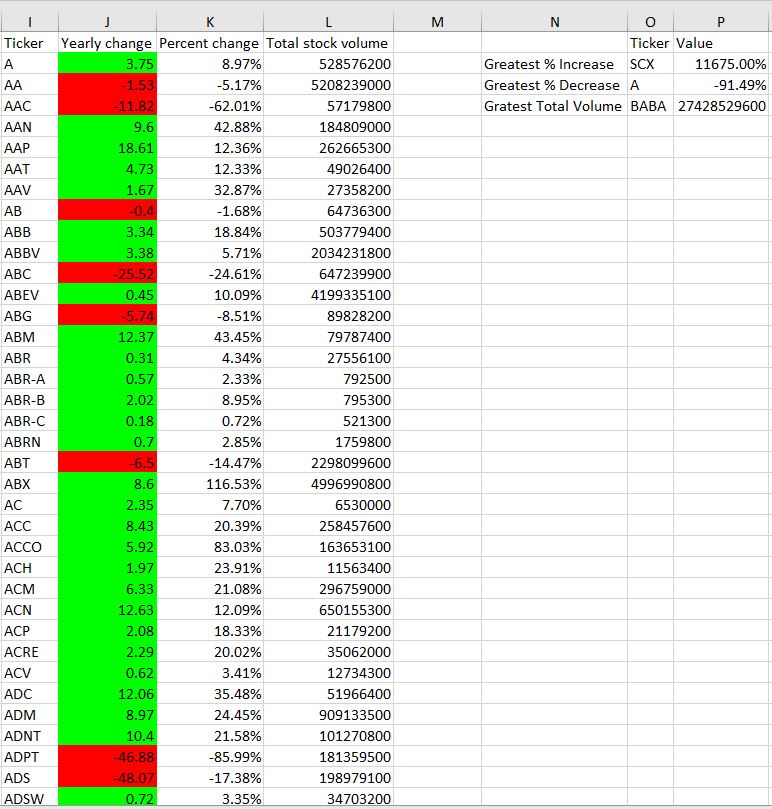 I J K L M N O P
Ticker Yearly change Percent change Total stock volume Ticker Value
A 3.75 8.97% 528576200 Greatest % Increase SCX 11675.00%
AA -1.53 -5.17% 5208239000 Greatest % Decrease A -91.49%
AAC -11.82 -62.01% 57179800 Gratest Total Volume BABA 27428529600
AAN 9.6 42.88% 184809000
AAP 18.61 12.36% 262665300
AAT 4.73 12.33% 49026400
AAV 1.67 32.87% 27358200
AB -0.4 -1.68% 64736300
ABB 3.34 18.84% 503779400
ABBV 3.38 5.71% 2034231800
ABC -25.52 -24.61% 647239900
ABEV 0.45 10.09% 4199335100
ABG -5.74 -8.51% 89828200
ABM 12.37 43.45% 79787400
ABR 0.31 4.34% 27556100
ABR-A 0.57 2.33% 792500
ABR-B 2.02 8.95% 795300
ABR-C 0.18 0.72% 521300
ABRN 0.7 2.85% 1759800
ABT -6.5 -14.47% 2298099600
ABX 8.6 116.53% 4996990800
AC 2.35 7.70% 6530000
ACC 8.43 20.39% 258457600
ACCO 5.92 83.03% 163653100
ACH 1.97 23.91% 11563400
ACM 6.33 21.08% 296759000
ACN 12.63 12.09% 650155300
ACP 2.08 18.33% 21179200
ACRE 2.29 20.02% 35062000
ACV 0.62 3.41% 12734300
ADC 12.06 35.48% 51966400
ADM 8.97 24.45% 909133500
ADNT 10.4 21.58% 101270800
ADPT -46.88 -85.99% 181359500
ADS -48.07 -17.38% 198979100
ADSW 0.72 3.35% 34703200